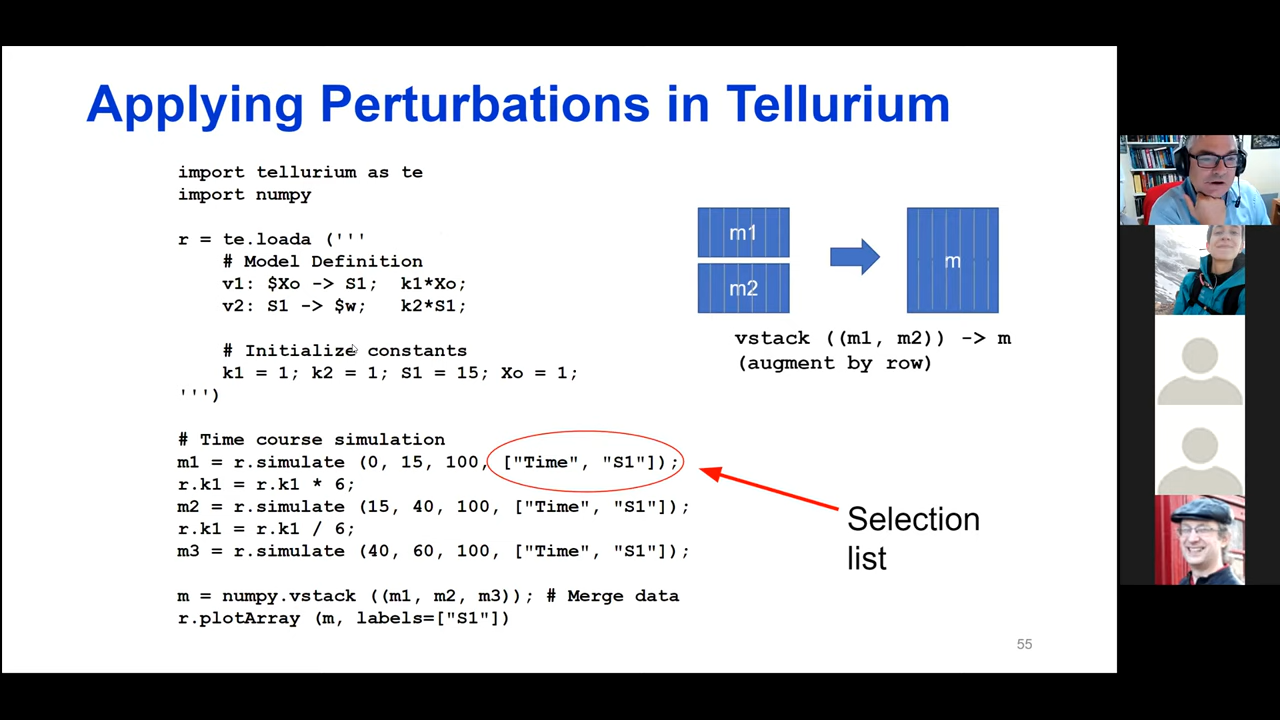 Applying Perturbations in Tellurium
import tellurium as te
import numpy
r = te.loada ('''
# Model Definition
v1: $Xo -> S1; k1*Xo;
v2: S1 -> $w; k2*S1;
# Initialize constants
k1 = 1; k2 = 1; S1 = 15; Xo = 1;
''')
# Time course simulation
m1 = r.simulate (0, 15, 100, ["Time", "S1"]);
r.k1 = r.k1 * 6;
m2 = r.simulate (15, 40, 100, ["Time", "S1"]);
r.k1 = r.k1 / 6;
m3 = r.simulate (40, 60, 100, ["Time", "S1"]);
m = numpy.vstack ((m1, m2, m3)); # Merge data
r.plotArray (m, labels=["S1"])
m1
m2
m
vstack ((m1, m2)) -> m
(augment by row)
Selection
list
55